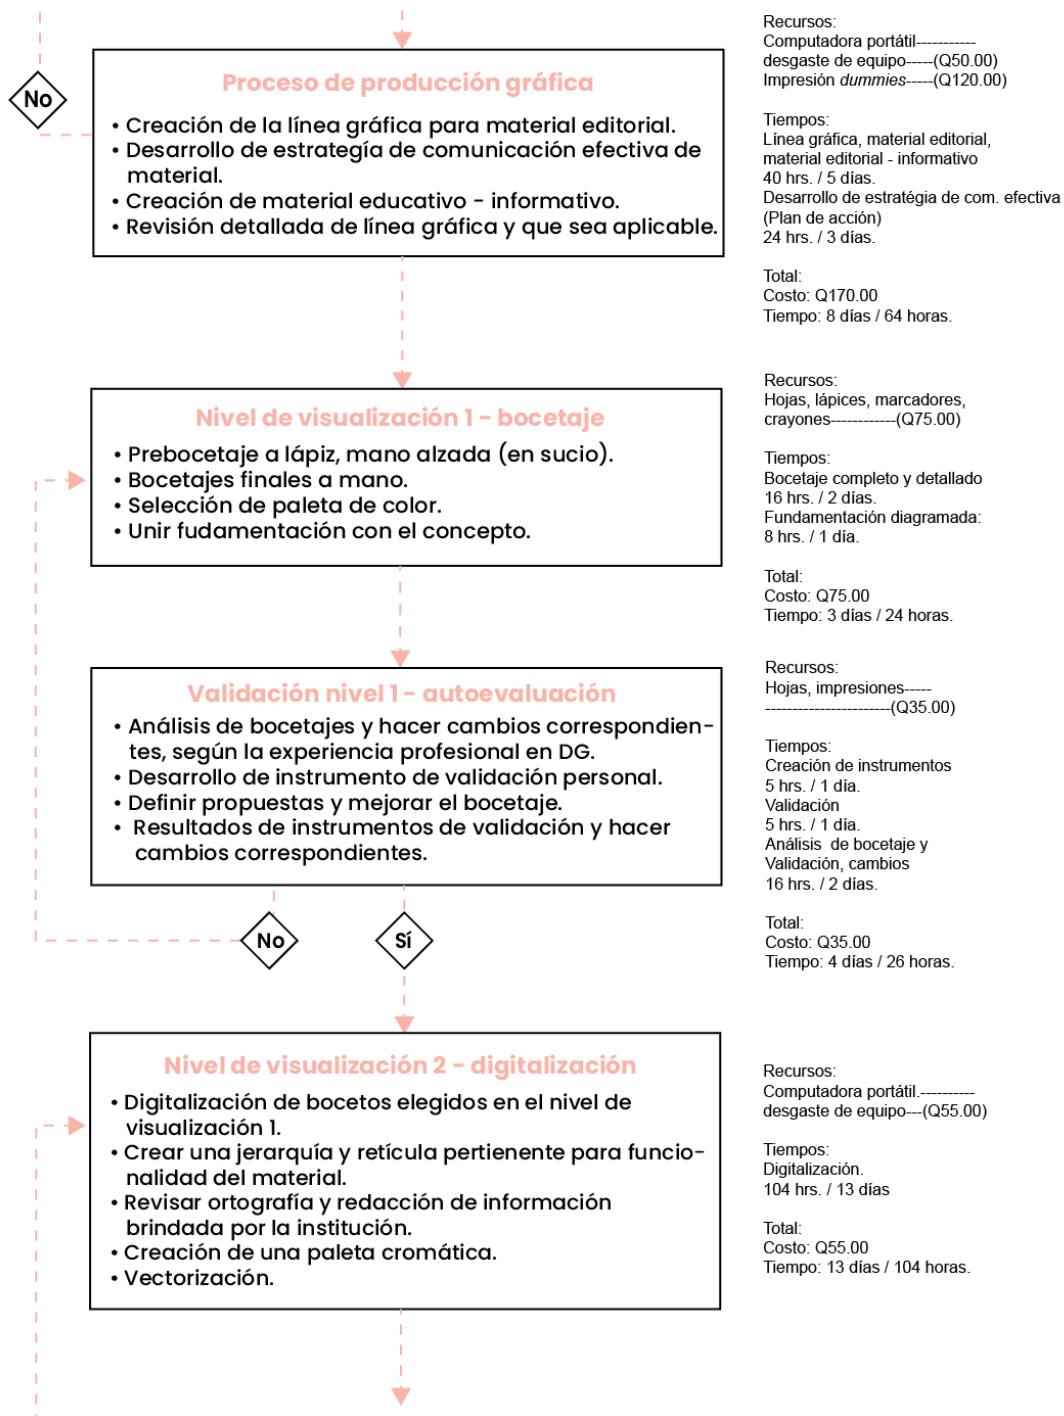 No
Proceso de producción gráfica
• Creación de la línea gráfica para material editorial.
• Desarrollo de estrategía de comunicación efectiva de
material.
• Creación de material educativo - informativo.
• Revisión detallada de línea gráfica y que sea aplicable.
Recursos:
Computadora portátil-----------
desgaste de equipo-----(Q50.00)
Impresión dummies-----(Q120.00)
Tiempos:
Línea gráfica, material editorial,
material editorial - informativo
40 hrs. / 5 días.
Desarrollo de estratégia de com. efectiva
(Plan de acción)
24 hrs. / 3 días.
Total:
Costo: Q170.00
Tiempo: 8 días / 64 horas.
Nivel de visualización 1 - bocetaje
• Prebocetaje a lápiz, mano alzada (en sucio).
• Bocetajes finales a mano.
• Selección de paleta de color.
• Unir fudamentación con el concepto.
Recursos:
Hojas, lápices, marcadores,
crayones------------(Q75.00)
Tiempos:
Bocetaje completo y detallado
16 hrs. / 2 días.
Fundamentación diagramada:
8 hrs. / 1 día.
Total:
Costo: Q75.00
Tiempo: 3 días / 24 horas.
Validación nivel 1 - autoevaluación
• Análisis de bocetajes y hacer cambios correspondien-
tes, según la experiencia profesional en DG.
• Desarrollo de instrumento de validación personal.
• Definir propuestas y mejorar el bocetaje.
• Resultados de instrumentos de validación y hacer
cambios correspondientes.
No
Sí
Recursos:
Hojas, impresiones-----
-----------------------(Q35.00)
Tiempos:
Creación de instrumentos
5 hrs. / 1 día.
Validación
5 hrs. / 1 día.
Análisis de bocetaje y
Validación, cambios
16 hrs. / 2 días.
Total:
Costo: Q35.00
Tiempo: 4 días / 26 horas.
Nivel de visualización 2 - digitalización
• Digitalización de bocetos elegidos en el nivel de
visualización 1.
• Crear una jerarquía y retícula pertienente para funcio-
nalidad del material.
• Revisar ortografía y redacción de información
brindada por la institución.
• Creación de una paleta cromática.
• Vectorización.
Recursos:
Computadora portátil.----------
desgaste de equipo---(Q55.00)
Tiempos:
Digitalización.
104 hrs. / 13 días
Total:
Costo: Q55.00
Tiempo: 13 días / 104 horas.